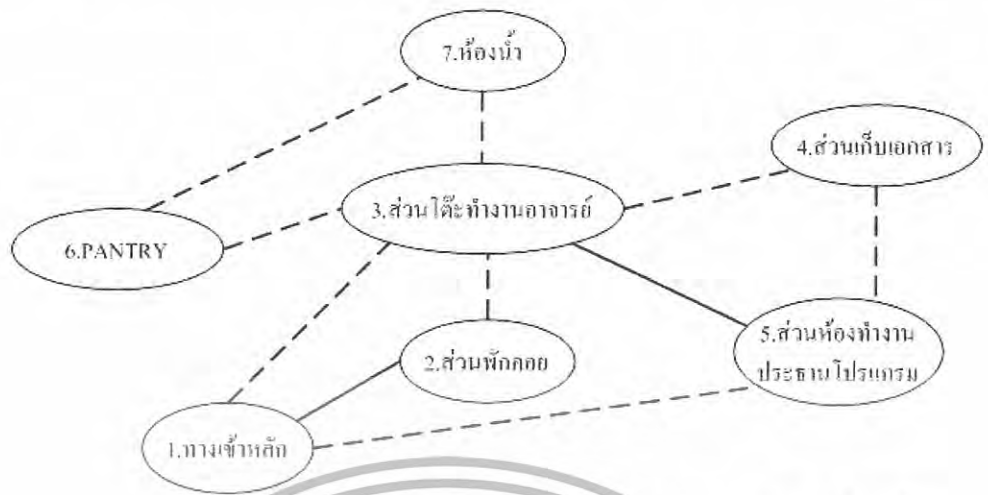 7.ห้องน้ำ
4.ส่วนเก็บเอกสาร
3.ส่วนโต๊ะทำงานอาจารย์
6.PANTRY
5.ส่วนห้องทำงาน
ประธานโปรแกรม
2.ส่วนพักคอย
1.ทางเข้าหลัก